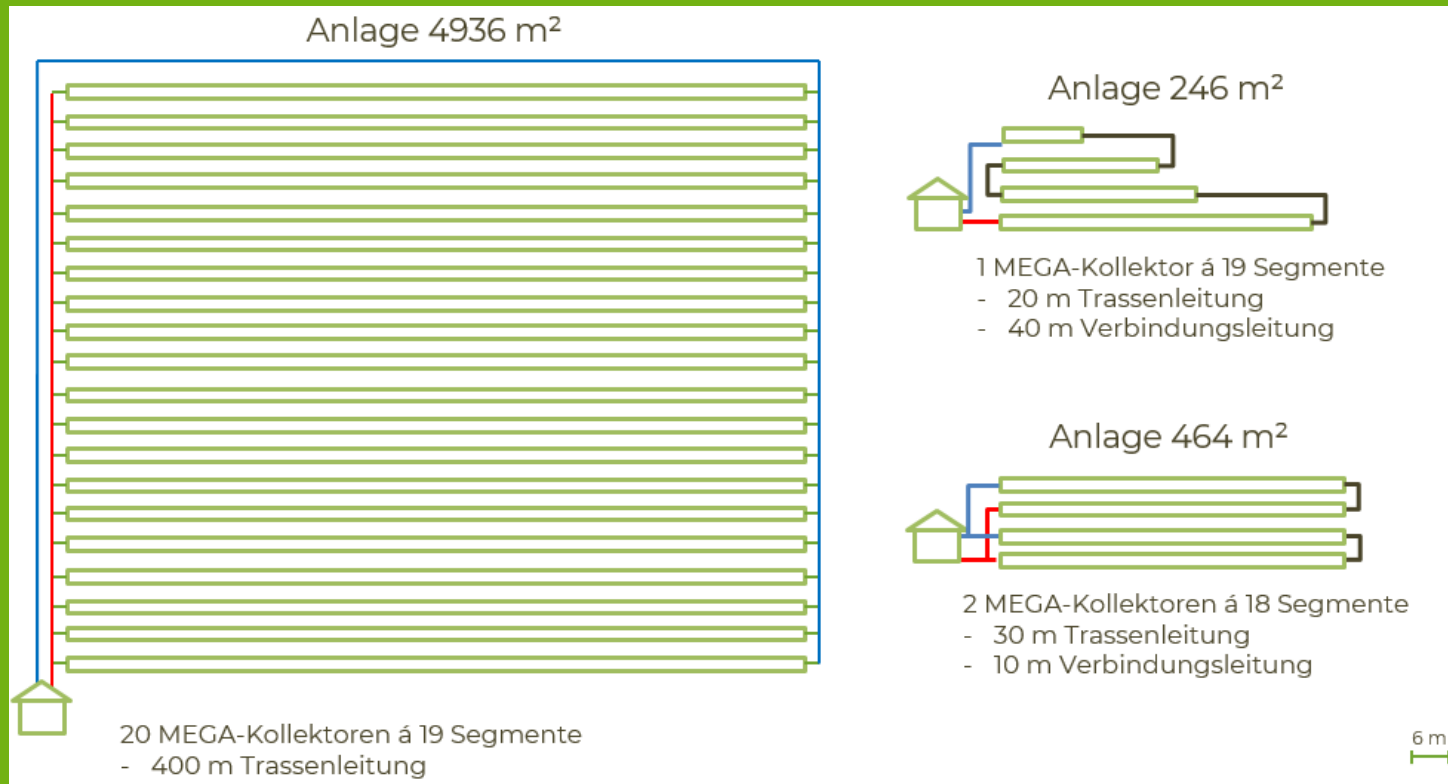 Anlage 4936 m²
20 MEGA-Kollektoren á 19 Segmente
- 400 m Trassenleitung
Anlage 246 m²
1 MEGA-Kollektor á 19 Segmente
- 20 m Trassenleitung
- 40 m Verbindungsleitung
Anlage 464 m²
2 MEGA-Kollektoren á 18 Segmente
- 30 m Trassenleitung
- 10 m Verbindungsleitung
6 m